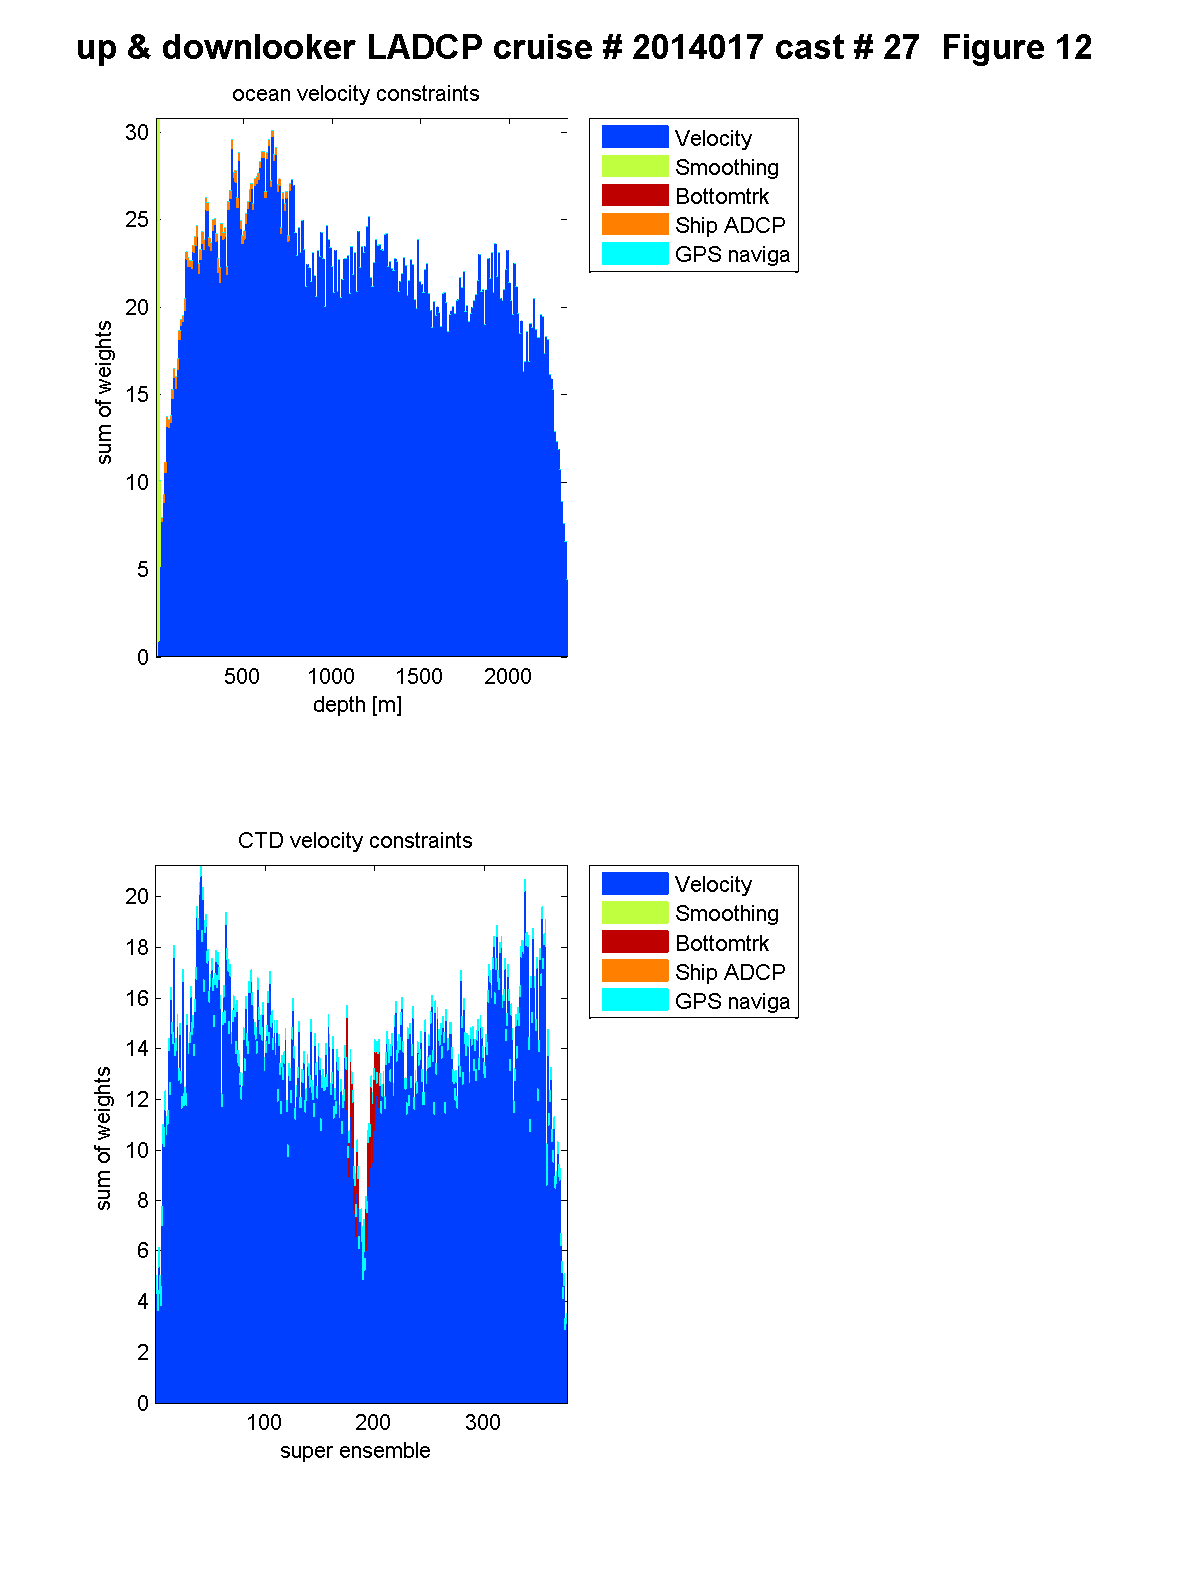 up & downlooker LADCP cruise # 2014017 cast # 27  Figure 12
ocean velocity constraints
30
25
20
15
10
5
0
sum of weights
500 1000 1500 2000
depth [m]
Velocity
Smoothing
Bottomtrk
Ship ADCP
GPS naviga
CTD velocity constraints
20
18
16
14
12
10
8
6
4
2
0
sum of weights
100 200 300
super ensemble
Velocity
Smoothing
Bottomtrk
Ship ADCP
GPS naviga